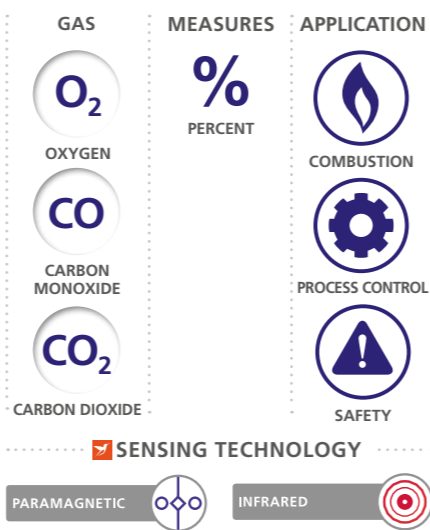 GAS
MEASURES
APPLICATION
O₂
OXYGEN
CO
CARBON
MONOXIDE
CO₂
CARBON DIOXIDE
%
PERCENT
COMBUSTION
PROCESS CONTROL
!
SAFETY
SENSING TECHNOLOGY
PARAMAGNETIC
INFRARED